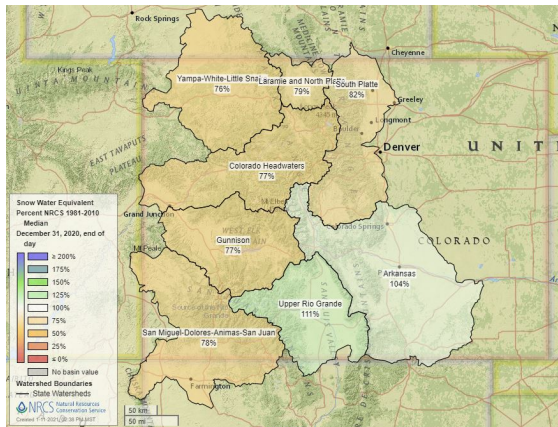 Rock Springs
Cheyenne
Kings Peak
Yampa-White-Little Snake
76%
Laramie and North Platte
79%
South Platte
82%
Greeley
Longmont
Boulder
EAST TAVAPUTS
PLATEAU
Denver
UNIT
Colorado Headwaters
77%
Snow Water Equivalent
Percent NRCS 1981-2010
Median
December 31, 2020, end of
day
≥ 200%
175%
150%
125%
100%
75%
50%
25%
≤ 0%
No basin value
Watershed Boundaries
State Watersheds
NRCS Natural Resources
Conservation Service
Grand Junction
Colorado Springs
COLORADO
Gunnison
77%
Arkansas
104%
Upper Rio Grande
111%
San Miguel-Dolores-Animas-San Juan
78%
Farmington
50 km
50 mi